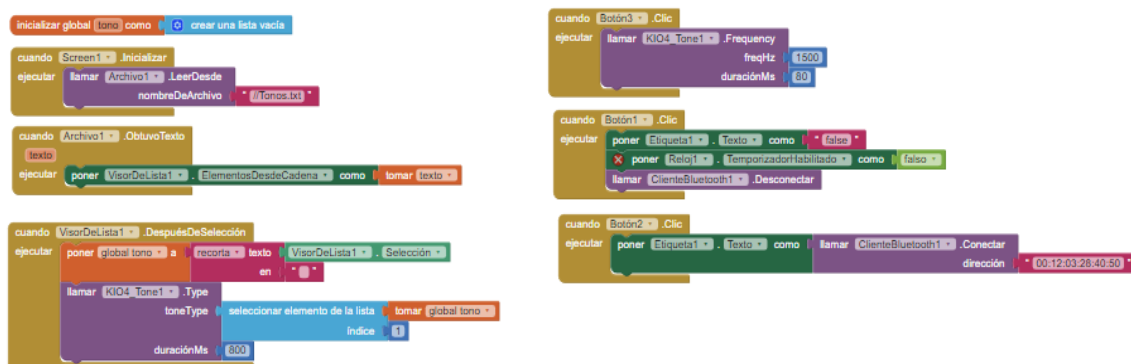 inicializar global tono como crear una lista vacía
cuando Screen1 .Inicializar
ejecutar llamar Archivo1 .LeerDesde
nombreDeArchivo " //Tonos.txt "
cuando Archivo1 .ObtuvoTexto
texto
ejecutar poner VisorDeLista1 . ElementosDesdeCadena como tomar texto
cuando VisorDeLista1 .DespuésDeSelección
ejecutar poner global tono a recorta texto VisorDeLista1 . Selección
en " "
llamar KIO4_Tone1 .Type
toneType seleccionar elemento de la lista tomar global tono
índice 1
duraciónMs 800
cuando Botón3 .Clic
ejecutar llamar KIO4_Tone1 .Frequency
freqHz 1500
duraciónMs 80
cuando Botón1 .Clic
ejecutar poner Etiqueta1 . Texto como " false "
poner Reloj1 . TemporizadorHabilitado como falso
llamar ClienteBluetooth1 .Desconectar
cuando Botón2 .Clic
ejecutar poner Etiqueta1 . Texto como llamar ClienteBluetooth1 .Conectar
dirección " 00:12:03:28:40:50 "